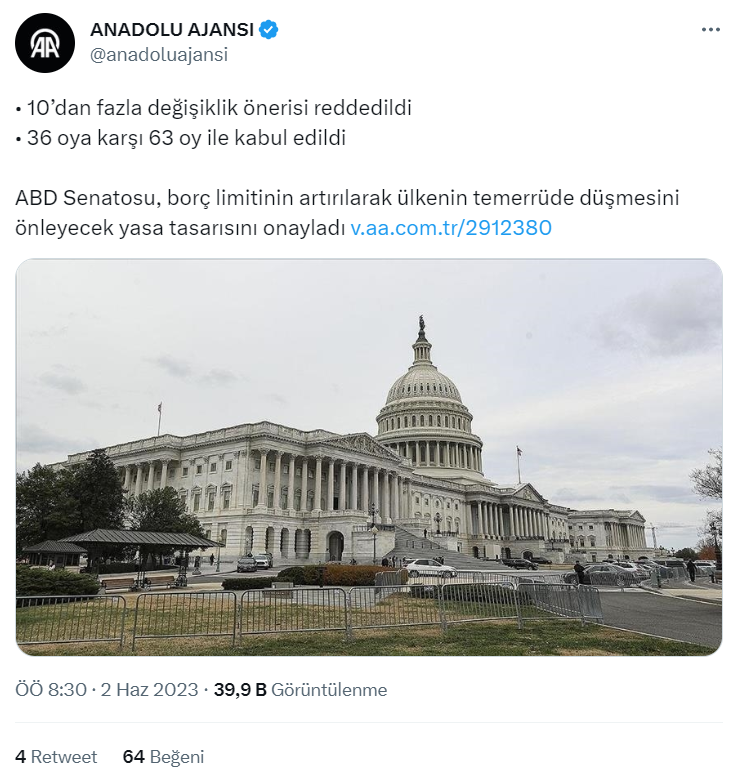 ANADOLU AJANSI
@anadoluajansi
• 10’dan fazla değişiklik önerisi reddedildi
• 36 oya karşı 63 oy ile kabul edildi
ABD Senatosu, borç limitinin artırılarak ülkenin temerrüde düşmesini
önleyecek yasa tasarısını onayladı v.aa.com.tr/2912380
ÖÖ 8:30 · 2 Haz 2023 · 39,9 B Görüntülenme
4 Retweet 64 Beğeni